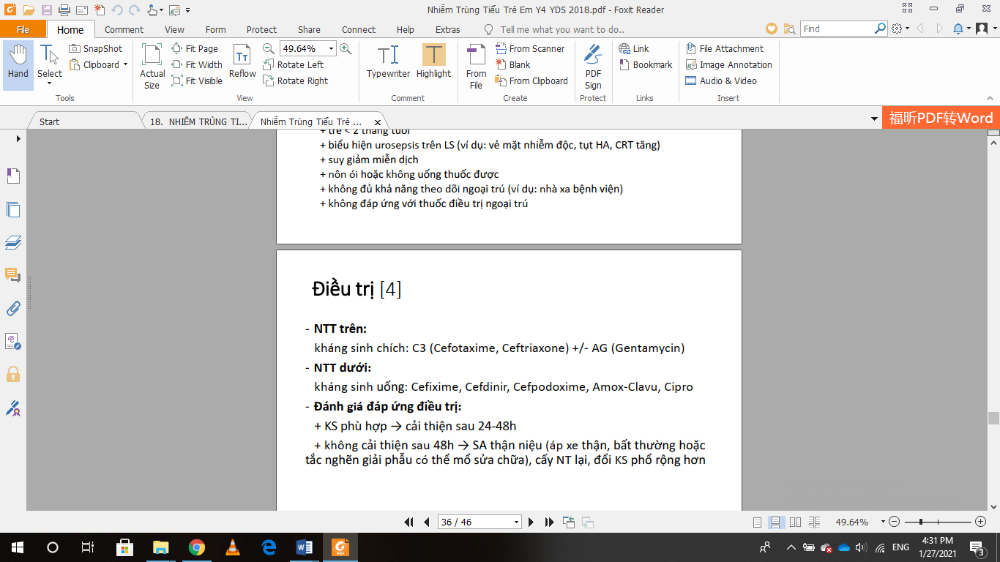 Nhiễm Trùng Tiểu Trẻ Em Y4 YDS 2018.pdf - Foxit Reader
File Home Comment View Form Protect Share Connect Help Extras Tell me what you want to do.. Find
Hand
Select
SnapShot
Clipboard
Tools
Actual Size
Fit Page
Fit Width
Fit Visible
Reflow
49.64%
Rotate Left
Rotate Right
View
Typewriter
Highlight
Comment
From File
From Scanner
Blank
From Clipboard
Create
PDF Sign
Protect
Link
Bookmark
Links
File Attachment
Image Annotation
Audio & Video
Insert
Start
18. NHIỄM TRÙNG TI...
Nhiễm Trùng Tiểu Trẻ ...
福昕PDF转Word
+ trẻ < 2 tháng tuổi
+ biểu hiện urosepsis trên LS (ví dụ: vẻ mặt nhiễm độc, tụt HA, CRT tăng)
+ suy giảm miễn dịch
+ nôn ói hoặc không uống thuốc được
+ không đủ khả năng theo dõi ngoại trú (ví dụ: nhà xa bệnh viện)
+ không đáp ứng với thuốc điều trị ngoại trú
Điều trị [4]
- NTT trên:
kháng sinh chích: C3 (Cefotaxime, Ceftriaxone) +/- AG (Gentamycin)
- NTT dưới:
kháng sinh uống: Cefixime, Cefdinir, Cefpodoxime, Amox-Clavu, Cipro
- Đánh giá đáp ứng điều trị:
+ KS phù hợp → cải thiện sau 24-48h
+ không cải thiện sau 48h → SA thận niệu (áp xe thận, bất thường hoặc
tắc nghẽn giải phẫu có thể mổ sửa chữa), cấy NT lại, đổi KS phổ rộng hơn
36 / 46
49.64%
ENG
4:31 PM
1/27/2021
3